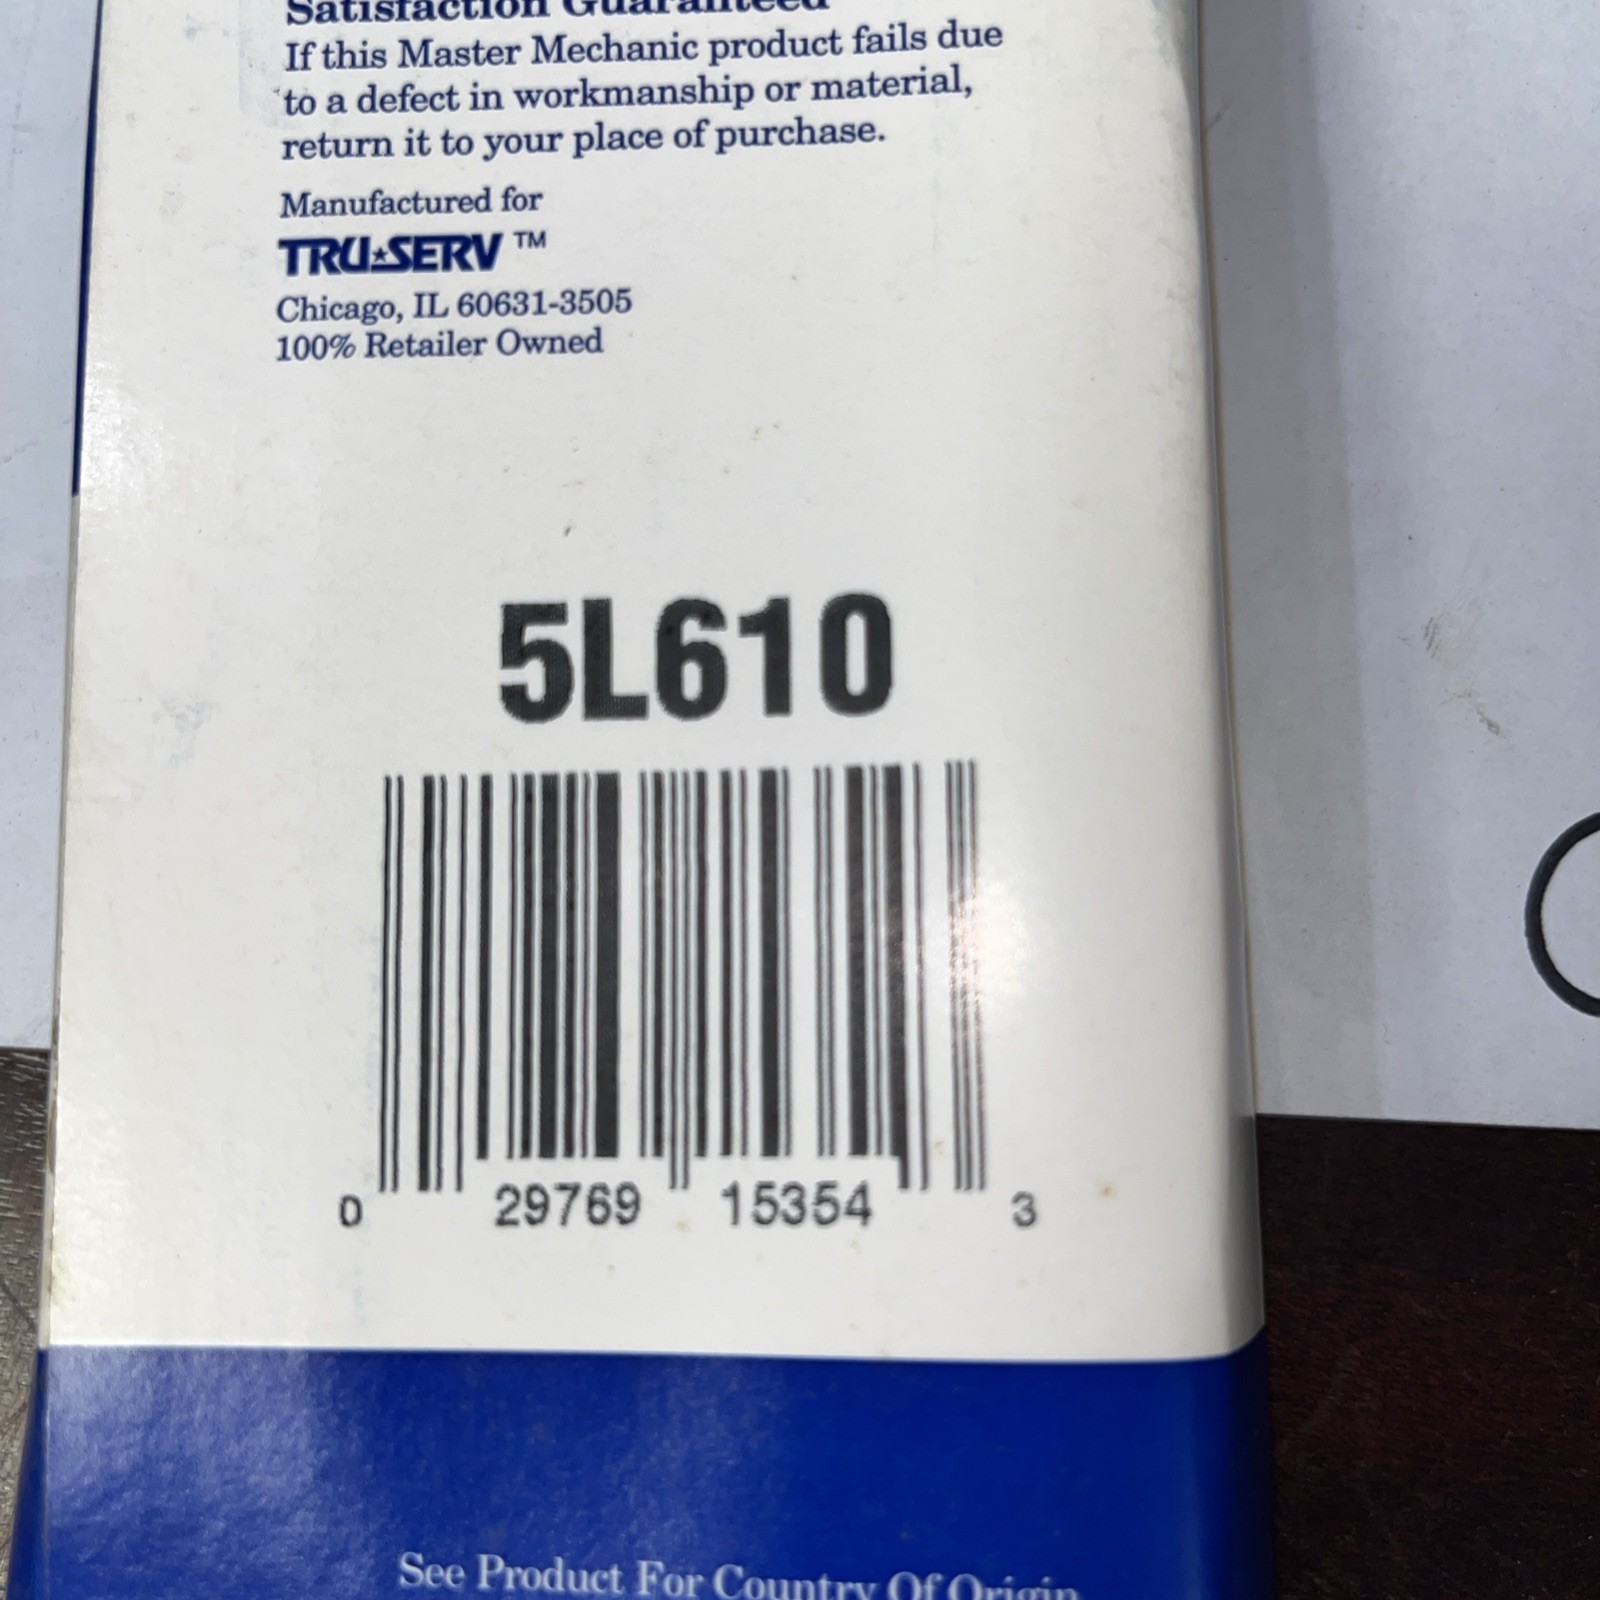 Satisfaction Guaranteed
If this Master Mechanic product fails due
to a defect in workmanship or material,
return it to your place of purchase.
Manufactured for
TRU★SERV ™
Chicago, IL 60631-3505
100% Retailer Owned
5L610
0 29769 15354 3
See Product For Country Of Origin